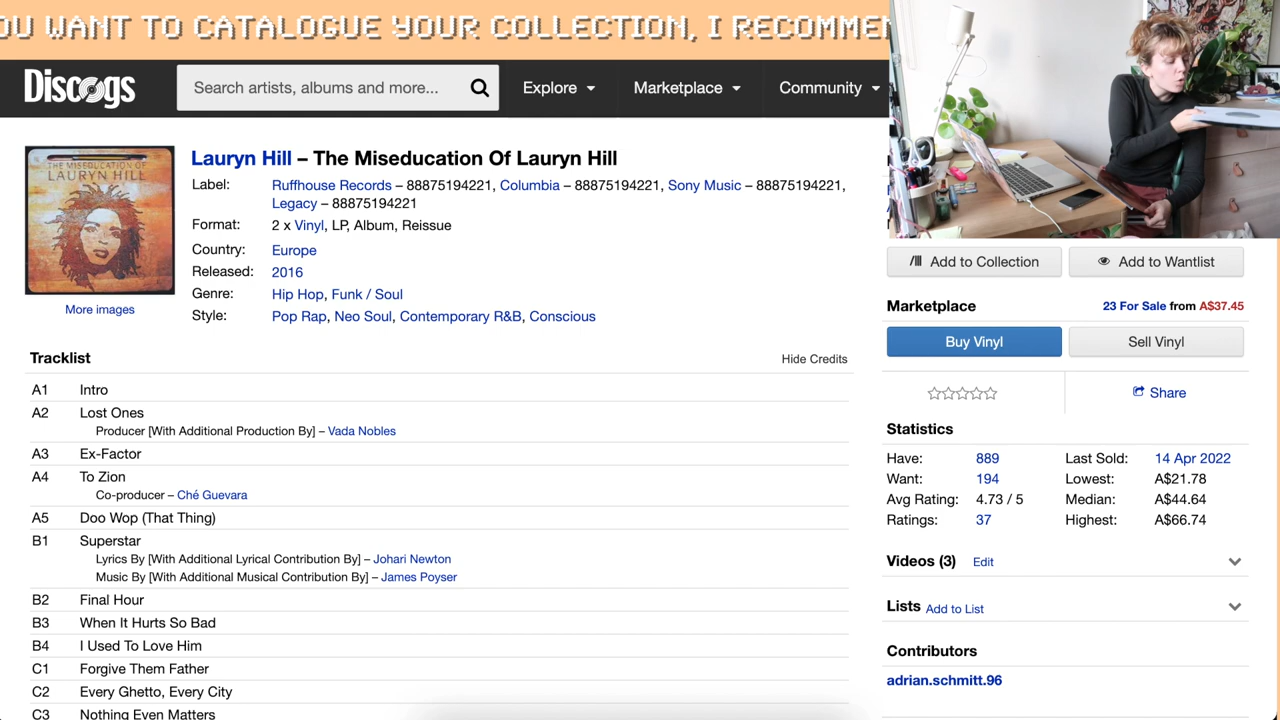 OU WANT TO CATALOGUE YOUR COLLECTION, I RECOMMEN
Discogs
Search artists, albums and more...
Explore
Marketplace
Community
THE MISEDUCATION OF
LAURYN HILL
More images
Lauryn Hill – The Miseducation Of Lauryn Hill
Label: Ruffhouse Records – 88875194221, Columbia – 88875194221, Sony Music – 88875194221,
Legacy – 88875194221
Format: 2 x Vinyl, LP, Album, Reissue
Country: Europe
Released: 2016
Genre: Hip Hop, Funk / Soul
Style: Pop Rap, Neo Soul, Contemporary R&B, Conscious
Tracklist
Hide Credits
A1 Intro
A2 Lost Ones
Producer [With Additional Production By] – Vada Nobles
A3 Ex-Factor
A4 To Zion
Co-producer – Ché Guevara
A5 Doo Wop (That Thing)
B1 Superstar
Lyrics By [With Additional Lyrical Contribution By] – Johari Newton
Music By [With Additional Musical Contribution By] – James Poyser
B2 Final Hour
B3 When It Hurts So Bad
B4 I Used To Love Him
C1 Forgive Them Father
C2 Every Ghetto, Every City
C3 Nothing Even Matters
Add to Collection
Add to Wantlist
Marketplace
23 For Sale from A$37.45
Buy Vinyl
Sell Vinyl
Share
Statistics
Have: 889
Last Sold: 14 Apr 2022
Want: 194
Lowest: A$21.78
Avg Rating: 4.73 / 5
Median: A$44.64
Ratings: 37
Highest: A$66.74
Videos (3) Edit
Lists Add to List
Contributors
adrian.schmitt.96